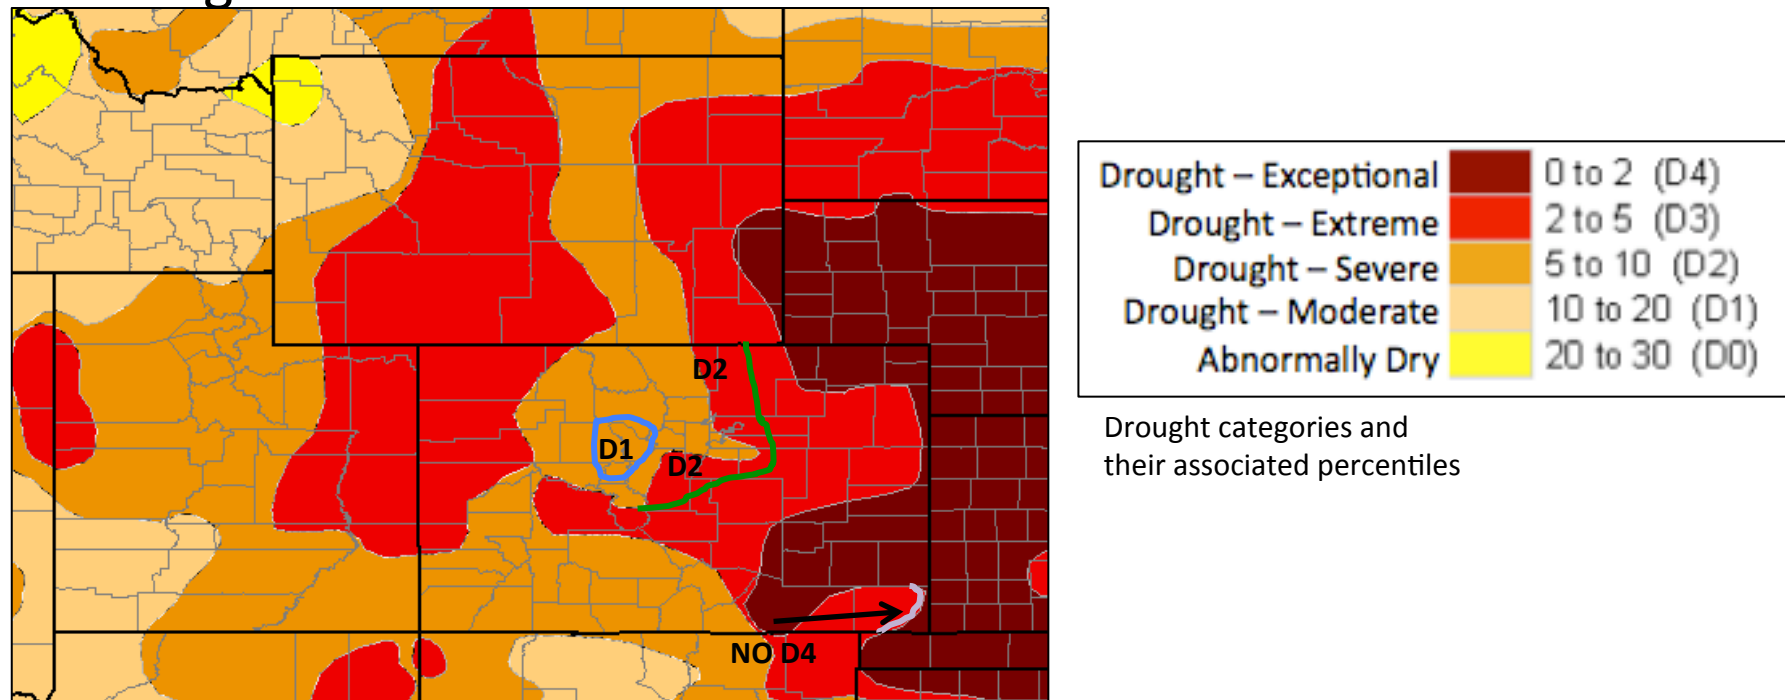 D2
D1
D2
NO D4
Drought – Exceptional 0 to 2 (D4)
Drought – Extreme 2 to 5 (D3)
Drought – Severe 5 to 10 (D2)
Drought – Moderate 10 to 20 (D1)
Abnormally Dry 20 to 30 (D0)
Drought categories and
their associated percentiles